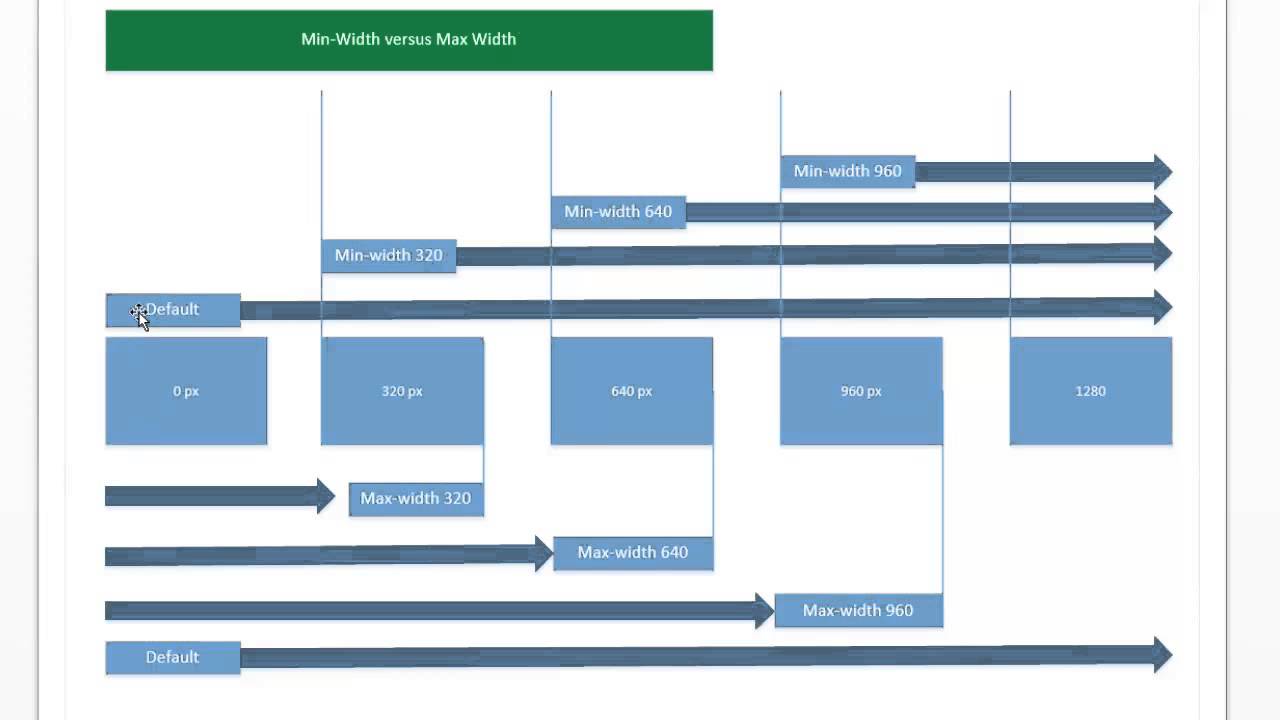 Min-Width versus Max Width
Min-width 960
Min-width 640
Min-width 320
Default
0 px
320 px
640 px
960 px
1280
Max-width 320
Max-width 640
Max-width 960
Default